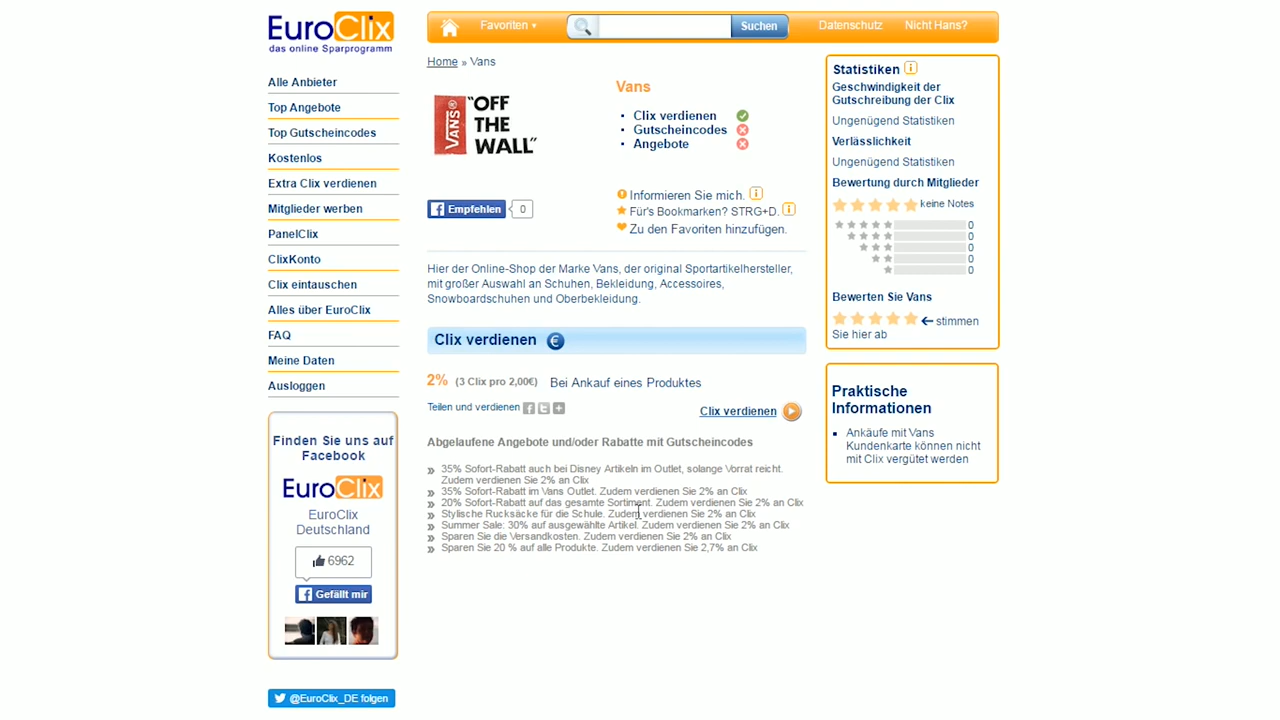 EuroClix
das online Sparprogramm
Favoriten
Suchen
Datenschutz
Nicht Hans?
Alle Anbieter
Top Angebote
Top Gutscheincodes
Kostenlos
Extra Clix verdienen
Mitglieder werben
PanelClix
ClixKonto
Clix eintauschen
Alles über EuroClix
FAQ
Meine Daten
Ausloggen
Finden Sie uns auf
Facebook
EuroClix
EuroClix
Deutschland
6962
Gefällt mir
@EuroClix_DE folgen
Home » Vans
VANS
"OFF
THE
WALL"
Vans
Clix verdienen
Gutscheincodes
Angebote
Empfehlen 0
Informieren Sie mich.
Für's Bookmarken? STRG+D.
Zu den Favoriten hinzufügen.
Hier der Online-Shop der Marke Vans, der original Sportartikelhersteller,
mit großer Auswahl an Schuhen, Bekleidung, Accessoires,
Snowboardschuhen und Oberbekleidung.
Clix verdienen €
2% (3 Clix pro 2,00€) Bei Ankauf eines Produktes
Teilen und verdienen
Clix verdienen
Abgelaufene Angebote und/oder Rabatte mit Gutscheincodes
35% Sofort-Rabatt auch bei Disney Artikeln im Outlet, solange Vorrat reicht.
Zudem verdienen Sie 2% an Clix
35% Sofort-Rabatt im Vans Outlet. Zudem verdienen Sie 2% an Clix
20% Sofort-Rabatt auf das gesamte Sortiment. Zudem verdienen Sie 2% an Clix
Stylische Rucksäcke für die Schule. Zudem verdienen Sie 2% an Clix
Summer Sale: 30% auf ausgewählte Artikel. Zudem verdienen Sie 2% an Clix
Sparen Sie die Versandkosten. Zudem verdienen Sie 2% an Clix
Sparen Sie 20 % auf alle Produkte. Zudem verdienen Sie 2,7% an Clix
Statistiken
Geschwindigkeit der
Gutschreibung der Clix
Ungenügend Statistiken
Verlässlichkeit
Ungenügend Statistiken
Bewertung durch Mitglieder
keine Notes
0
0
0
0
0
Bewerten Sie Vans
stimmen
Sie hier ab
Praktische
Informationen
Ankäufe mit Vans
Kundenkarte können nicht
mit Clix vergütet werden